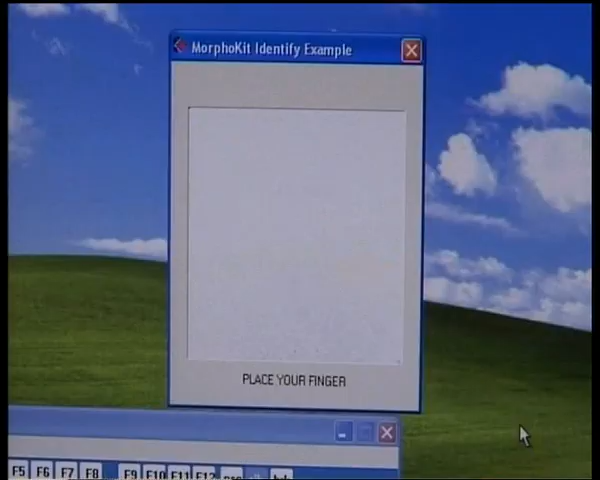 MorphoKit Identify Example
PLACE YOUR FINGER
F5 F6 F7 F8 F9 F10 F11 F12